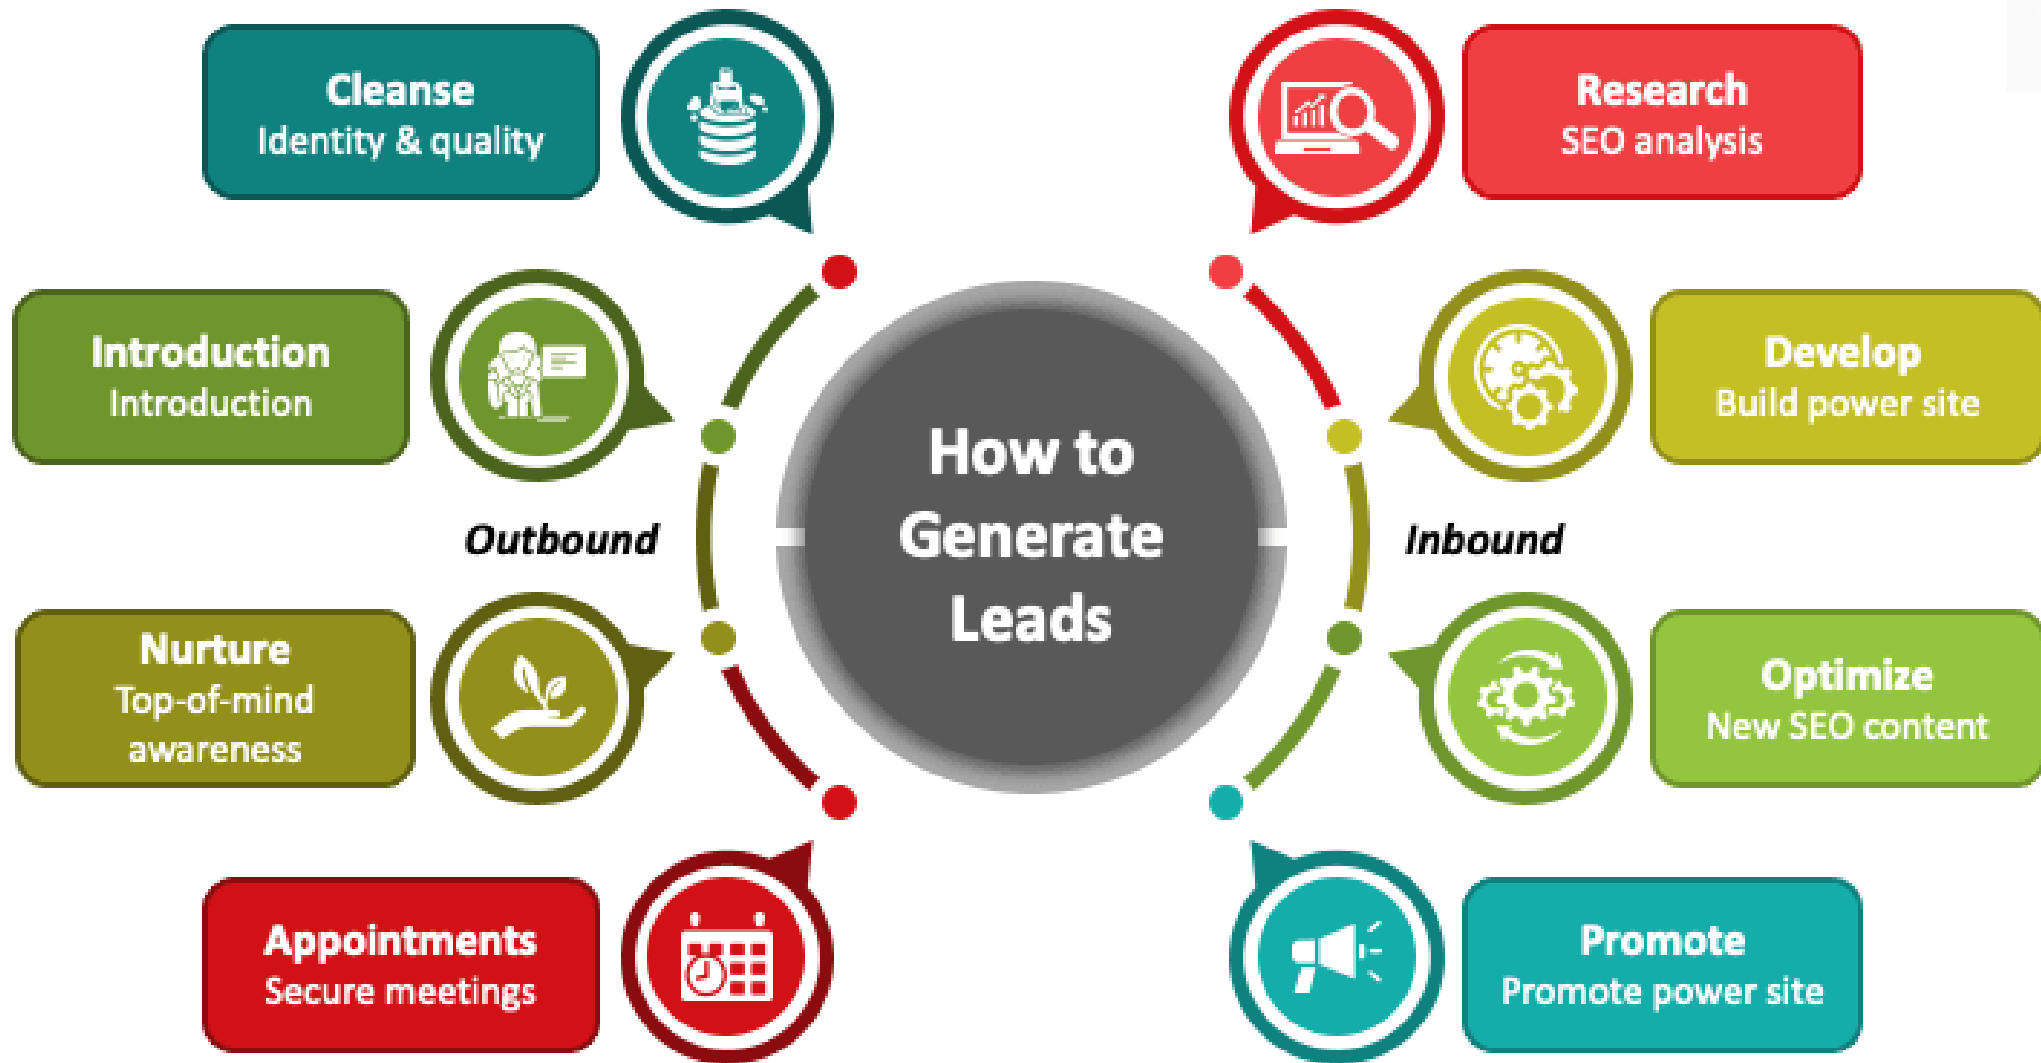 Cleanse
Identity & quality
Introduction
Introduction
Outbound
Nurture
Top-of-mind
awareness
Appointments
Secure meetings
How to
Generate
Leads
Research
SEO analysis
Develop
Build power site
Inbound
Optimize
New SEO content
Promote
Promote power site